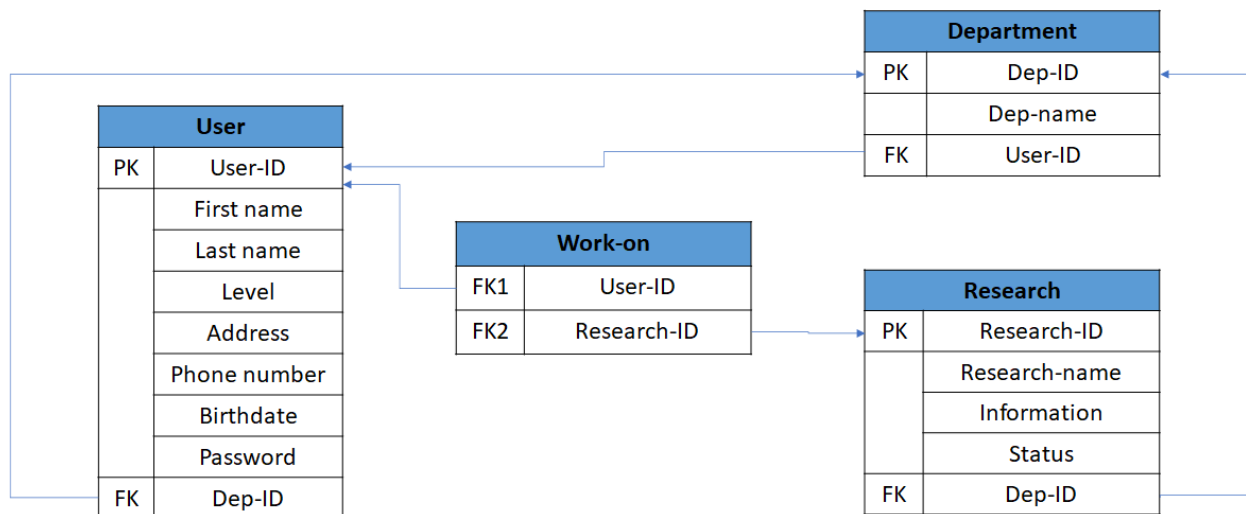 Department
PK Dep-ID
Dep-name
FK User-ID
User
PK User-ID
First name
Last name
Level
Address
Phone number
Birthdate
Password
FK Dep-ID
Work-on
FK1 User-ID
FK2 Research-ID
Research
PK Research-ID
Research-name
Information
Status
FK Dep-ID